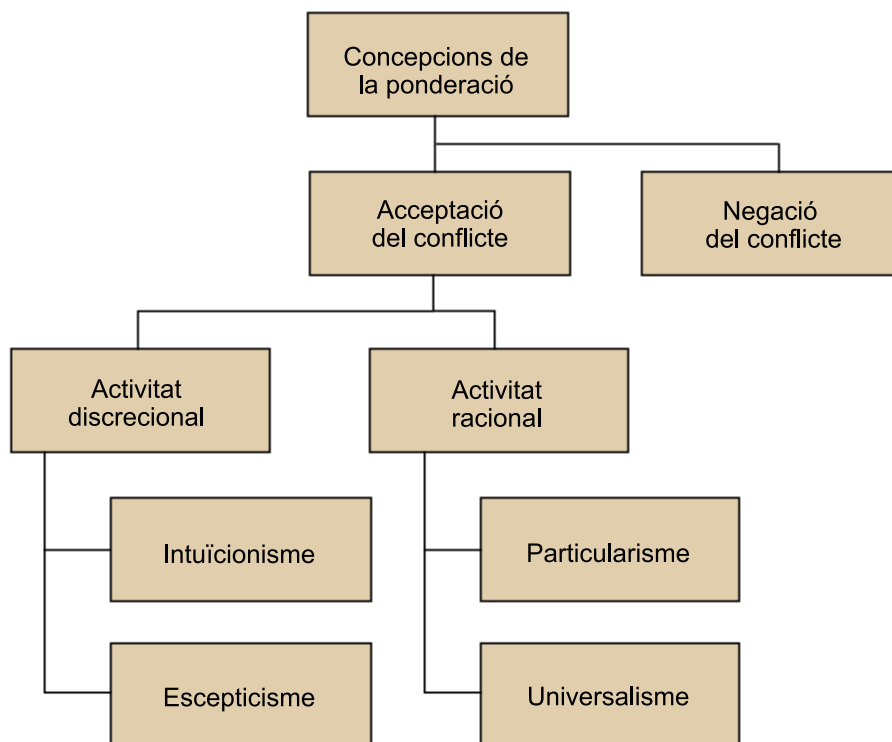 Concepcions de
la ponderació
Acceptació
del conflicte
Negació
del conflicte
Activitat
discrecional
Activitat
racional
Intuïcionisme
Particularisme
Escepticisme
Universalisme